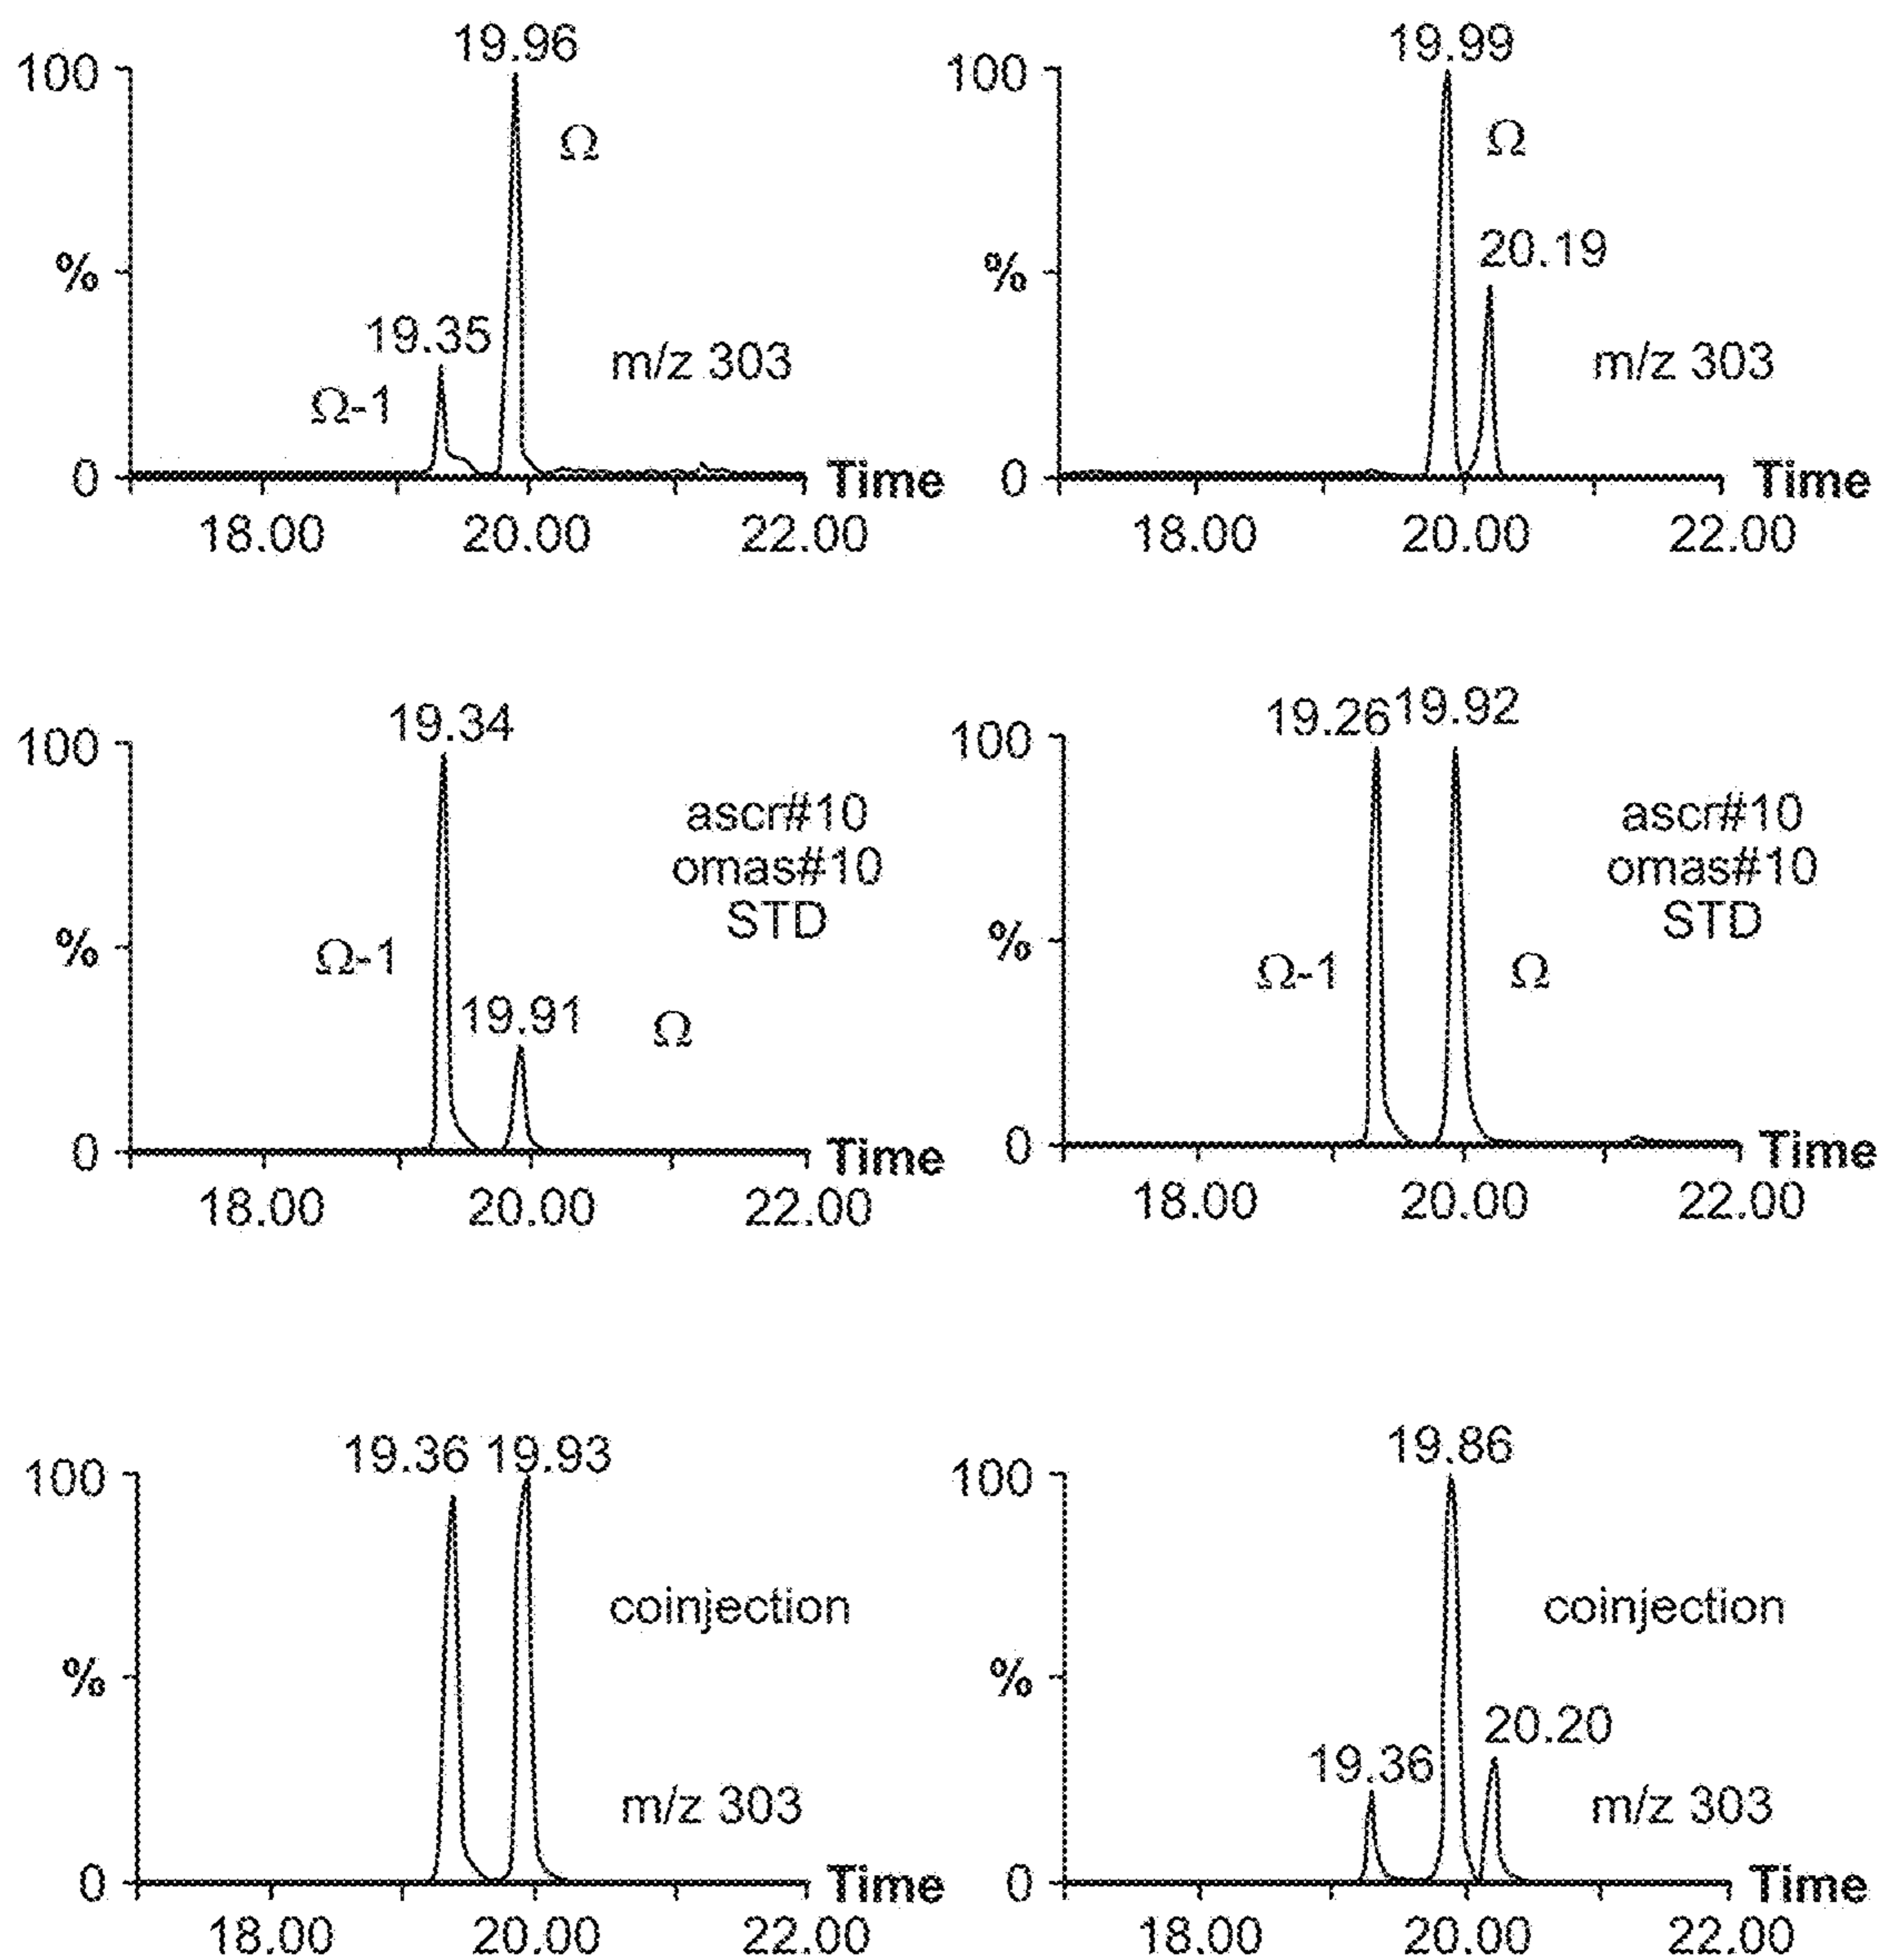 19.96
100
Ω
%
19.35
m/z 303
Ω-1
0
Time
18.00 20.00 22.00
19.99
100
Ω
20.19
%
m/z 303
0
Time
18.00 20.00 22.00
19.34
100
ascr#10
omas#10
STD
%
Ω-1
19.91
Ω
0
Time
18.00 20.00 22.00
19.26 19.92
100
ascr#10
omas#10
STD
%
Ω-1
Ω
0
Time
18.00 20.00 22.00
19.36 19.93
100
coinjection
%
m/z 303
0
Time
18.00 20.00 22.00
19.86
100
coinjection
%
20.20
19.36
m/z 303
0
Time
18.00 20.00 22.00